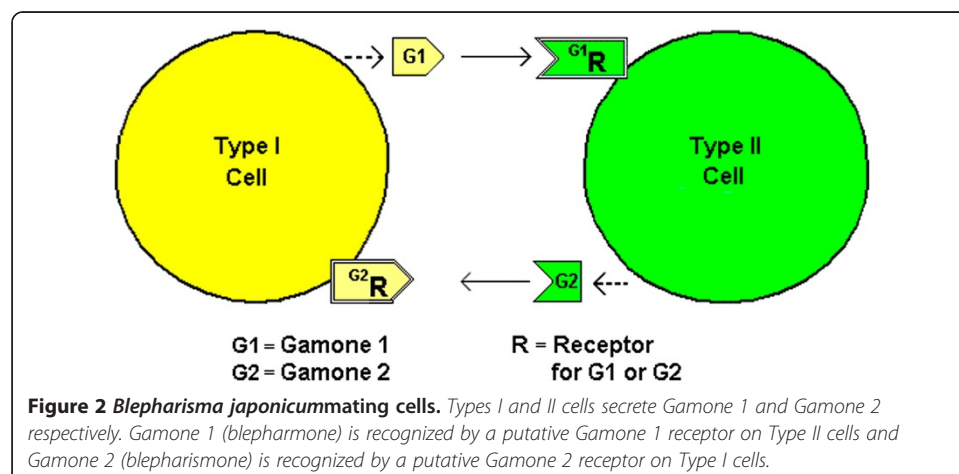 G1
G1R
Type I
Cell
Type II
Cell
G2R
G2
G1 = Gamone 1
G2 = Gamone 2
R = Receptor
for G1 or G2
Figure 2 Blepharisma japonicummating cells. Types I and II cells secrete Gamone 1 and Gamone 2
respectively. Gamone 1 (blepharmone) is recognized by a putative Gamone 1 receptor on Type II cells and
Gamone 2 (blepharismone) is recognized by a putative Gamone 2 receptor on Type I cells.